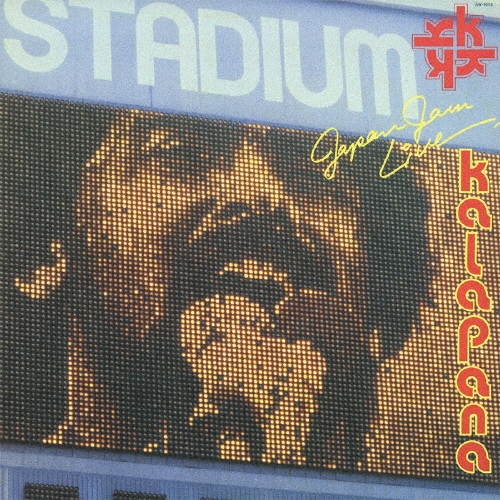 STADIUM
k k k k
Japan Jam
Live
kalapana